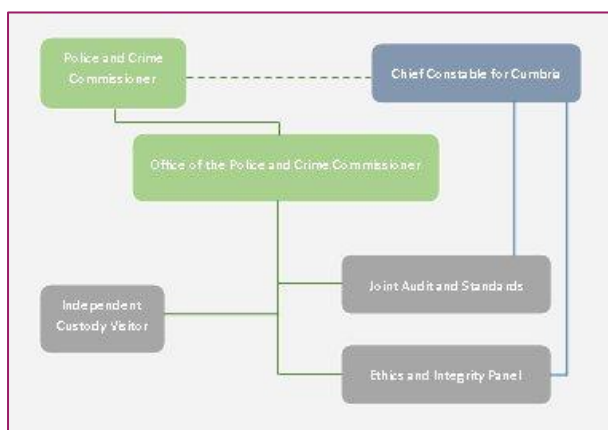 Police and Crime
Commissioner
Chief Constable for Cumbria
Office of the Police and Crime Commissioner
Joint Audit and Standards
Independent
Custody Visitor
Ethics and Integrity Panel